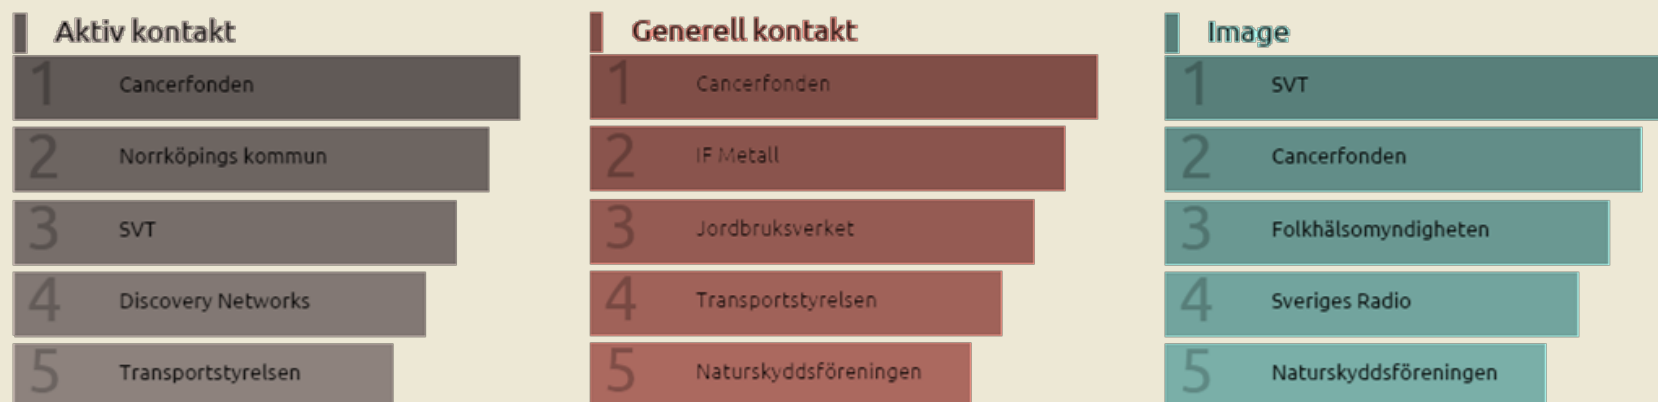 Aktiv kontakt
1 Cancerfonden
2 Norrköpings kommun
3 SVT
4 Discovery Networks
5 Transportstyrelsen
Generell kontakt
1 Cancerfonden
2 IF Metall
3 Jordbruksverket
4 Transportstyrelsen
5 Naturskyddsföreningen
Image
1 SVT
2 Cancerfonden
3 Folkhälsomyndigheten
4 Sveriges Radio
5 Naturskyddsföreningen